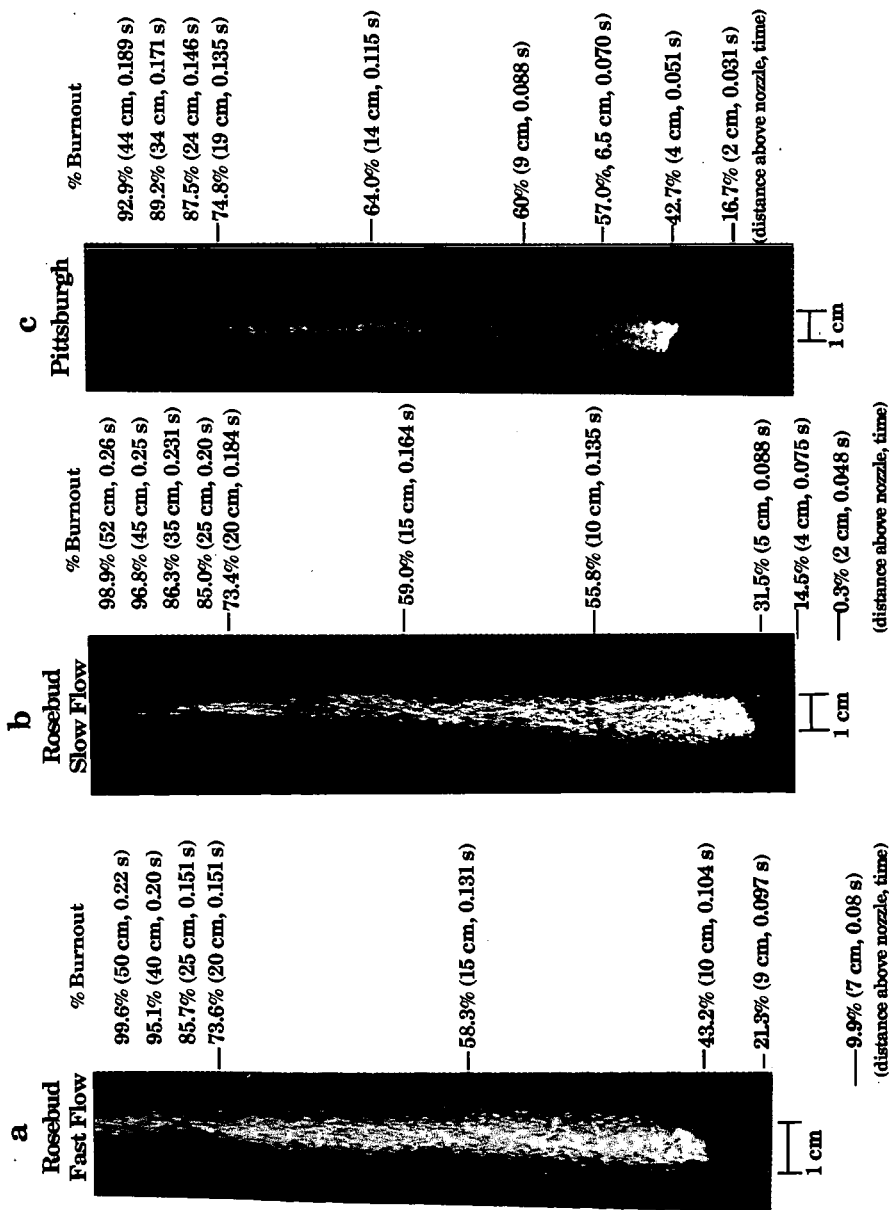 a
Rosebud
Fast Flow
% Burnout
99.6% (50 cm, 0.22 s)
95.1% (40 cm, 0.20 s)
85.7% (25 cm, 0.151 s)
73.6% (20 cm, 0.151 s)
58.3% (15 cm, 0.131 s)
43.2% (10 cm, 0.104 s)
21.3% (9 cm, 0.097 s)
9.9% (7 cm, 0.08 s)
(distance above nozzle, time)
1 cm
b
Rosebud
Slow Flow
% Burnout
98.9% (52 cm, 0.26 s)
96.8% (45 cm, 0.25 s)
86.3% (35 cm, 0.231 s)
85.0% (25 cm, 0.20 s)
73.4% (20 cm, 0.184 s)
59.0% (15 cm, 0.164 s)
55.8% (10 cm, 0.135 s)
31.5% (5 cm, 0.088 s)
14.5% (4 cm, 0.075 s)
0.3% (2 cm, 0.048 s)
(distance above nozzle, time)
1 cm
c
Pittsburgh
% Burnout
92.9% (44 cm, 0.189 s)
89.2% (34 cm, 0.171 s)
87.5% (24 cm, 0.146 s)
74.8% (19 cm, 0.135 s)
64.0% (14 cm, 0.115 s)
60% (9 cm, 0.088 s)
57.0%, 6.5 cm, 0.070 s)
42.7% (4 cm, 0.051 s)
16.7% (2 cm, 0.031 s)
(distance above nozzle, time)
1 cm